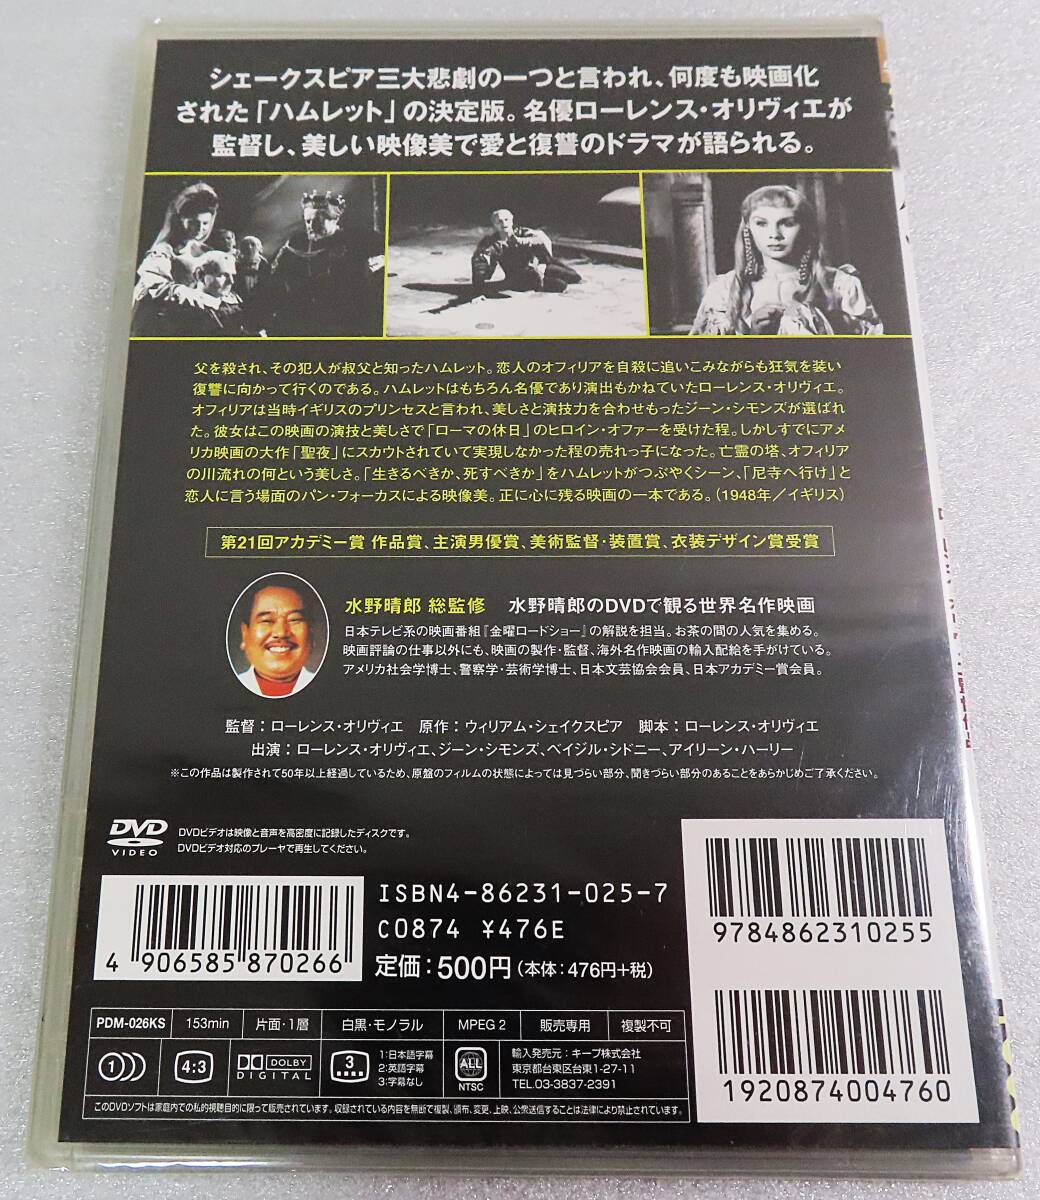 シェークスピア三大悲劇の一つと言われ、何度も映画化
された「ハムレット」の決定版。名優ローレンス・オリヴィエが
監督し、美しい映像美で愛と復讐のドラマが語られる。
父を殺され、その犯人が叔父と知ったハムレット。恋人のオフィリアを自殺に追いこみながらも狂気を装い
復讐に向かって行くのである。ハムレットはもちろん名優であり演出もかねていたローレンス・オリヴィエ。
オフィリアは当時イギリスのプリンセスと言われ、美しさと演技力を合わせもったジーン・シモンズが選ばれ
た。彼女はこの映画の演技と美しさで「ローマの休日」のヒロイン・オファーを受けた程。しかしすでにアメ
リカ映画の大作「聖夜」にスカウトされていて実現しなかった程の売れっ子になった。亡霊の塔、オフィリア
の川流れの何という美しさ。「生きるべきか、死すべきか」をハムレットがつぶやくシーン、「尼寺へ行け」と
恋人に言う場面のパン・フォーカスによる映像美。正に心に残る映画の一本である。(1948年/イギリス)
第21回アカデミー賞 作品賞、主演男優賞、美術監督・装置賞、衣装デザイン賞受賞
水野晴郎 総監修 水野晴郎のDVDで観る世界名作映画
日本テレビ系の映画番組『金曜ロードショー』の解説を担当。お茶の間の人気を集める。
映画評論の仕事以外にも、映画の製作・監督、海外名作映画の輸入配給を手がけている。
アメリカ社会学博士、警察学・芸術学博士、日本文芸協会会員、日本アカデミー賞会員。
監督:ローレンス・オリヴィエ 原作:ウィリアム・シェイクスピア 脚本:ローレンス・オリヴィエ
出演:ローレンス・オリヴィエ、ジーン・シモンズ、ベイジル・シドニー、アイリーン・ハーリー
※この作品は製作されて50年以上経過しているため、原盤のフィルムの状態によっては見づらい部分、聞きづらい部分のあることをあらかじめご了承ください。
DVD
VIDEO
DVDビデオは映像と音声を高密度に記録したディスクです。
DVDビデオ対応のプレーヤで再生してください。
4 906585 870266
ISBN4-86231-025-7
C0874 ¥476E
定価:500円(本体:476円+税)
9784862310255
1920874004760
PDM-026KS 153min 片面・1層 白黒・モノラル MPEG 2 販売専用 複製不可
1
4:3
DOLBY
DIGITAL
3
1:日本語字幕
2:英語字幕
3:字幕なし
ALL
NTSC
輸入発売元:キープ株式会社
東京都台東区台東1-27-11
TEL.03-3837-2391
このDVDソフトは家庭内での私的視聴目的に限って販売されています。収録されている内容を無断で複製、頒布、変更、上映、公衆送信することは法律により禁止されています。